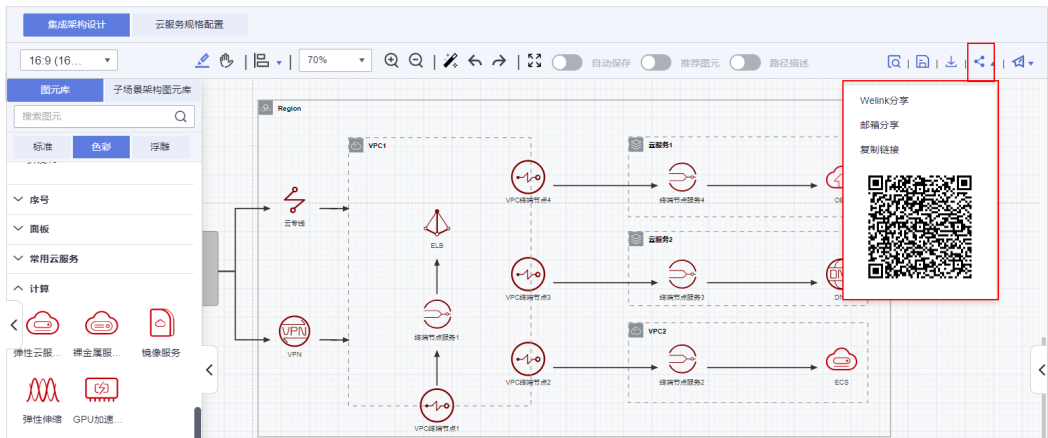 集成架构设计 云服务规格配置
16:9 (16... 70% 自动保存 推荐图元 路径描述
图元库 子场景架构图元库
搜索图元
标准 色彩 浮雕
序号
面板
常用云服务
计算
弹性云服... 裸金属服... 镜像服务
弹性伸缩 GPU加速...
Region
VPC1
云专线
VPN
VPN
ELB
终端节点服务1
VPC终端节点1
VPC终端节点4
VPC终端节点3
VPC终端节点2
云服务1
终端节点服务4
云服务2
终端节点服务3
VPC2
终端节点服务2
ECS
Welink分享
邮箱分享
复制链接